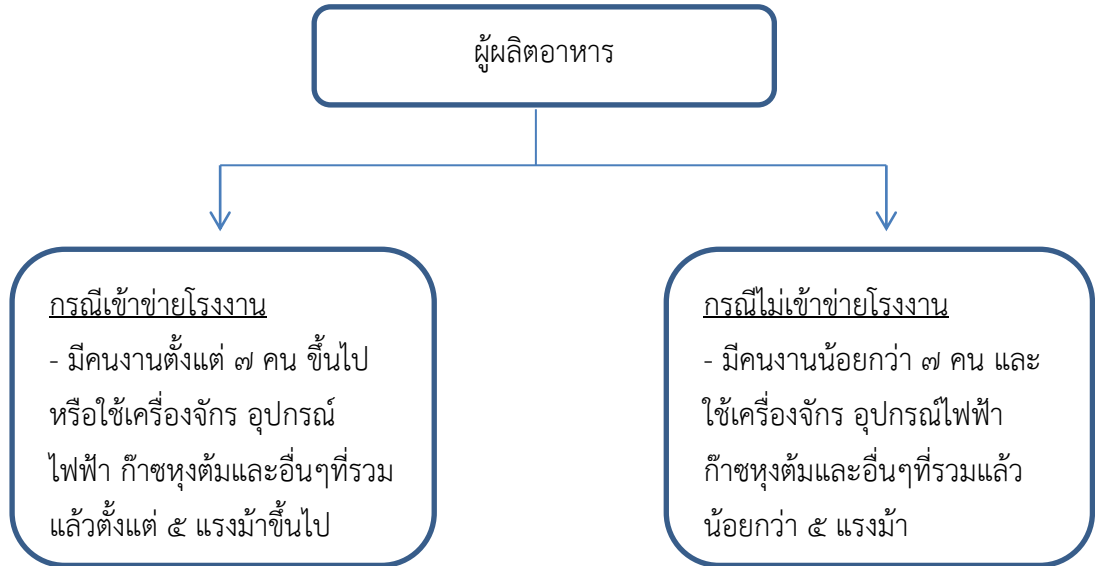 ผู้ผลิตอาหาร
กรณีเข้าข่ายโรงงาน
- มีคนงานตั้งแต่ ๗ คน ขึ้นไป
หรือใช้เครื่องจักร อุปกรณ์
ไฟฟ้า ก๊าซหุงต้มและอื่นๆที่รวม
แล้วตั้งแต่ ๕ แรงม้าขึ้นไป
กรณีไม่เข้าข่ายโรงงาน
- มีคนงานน้อยกว่า ๗ คน และ
ใช้เครื่องจักร อุปกรณ์ไฟฟ้า
ก๊าซหุงต้มและอื่นๆที่รวมแล้ว
น้อยกว่า ๕ แรงม้า